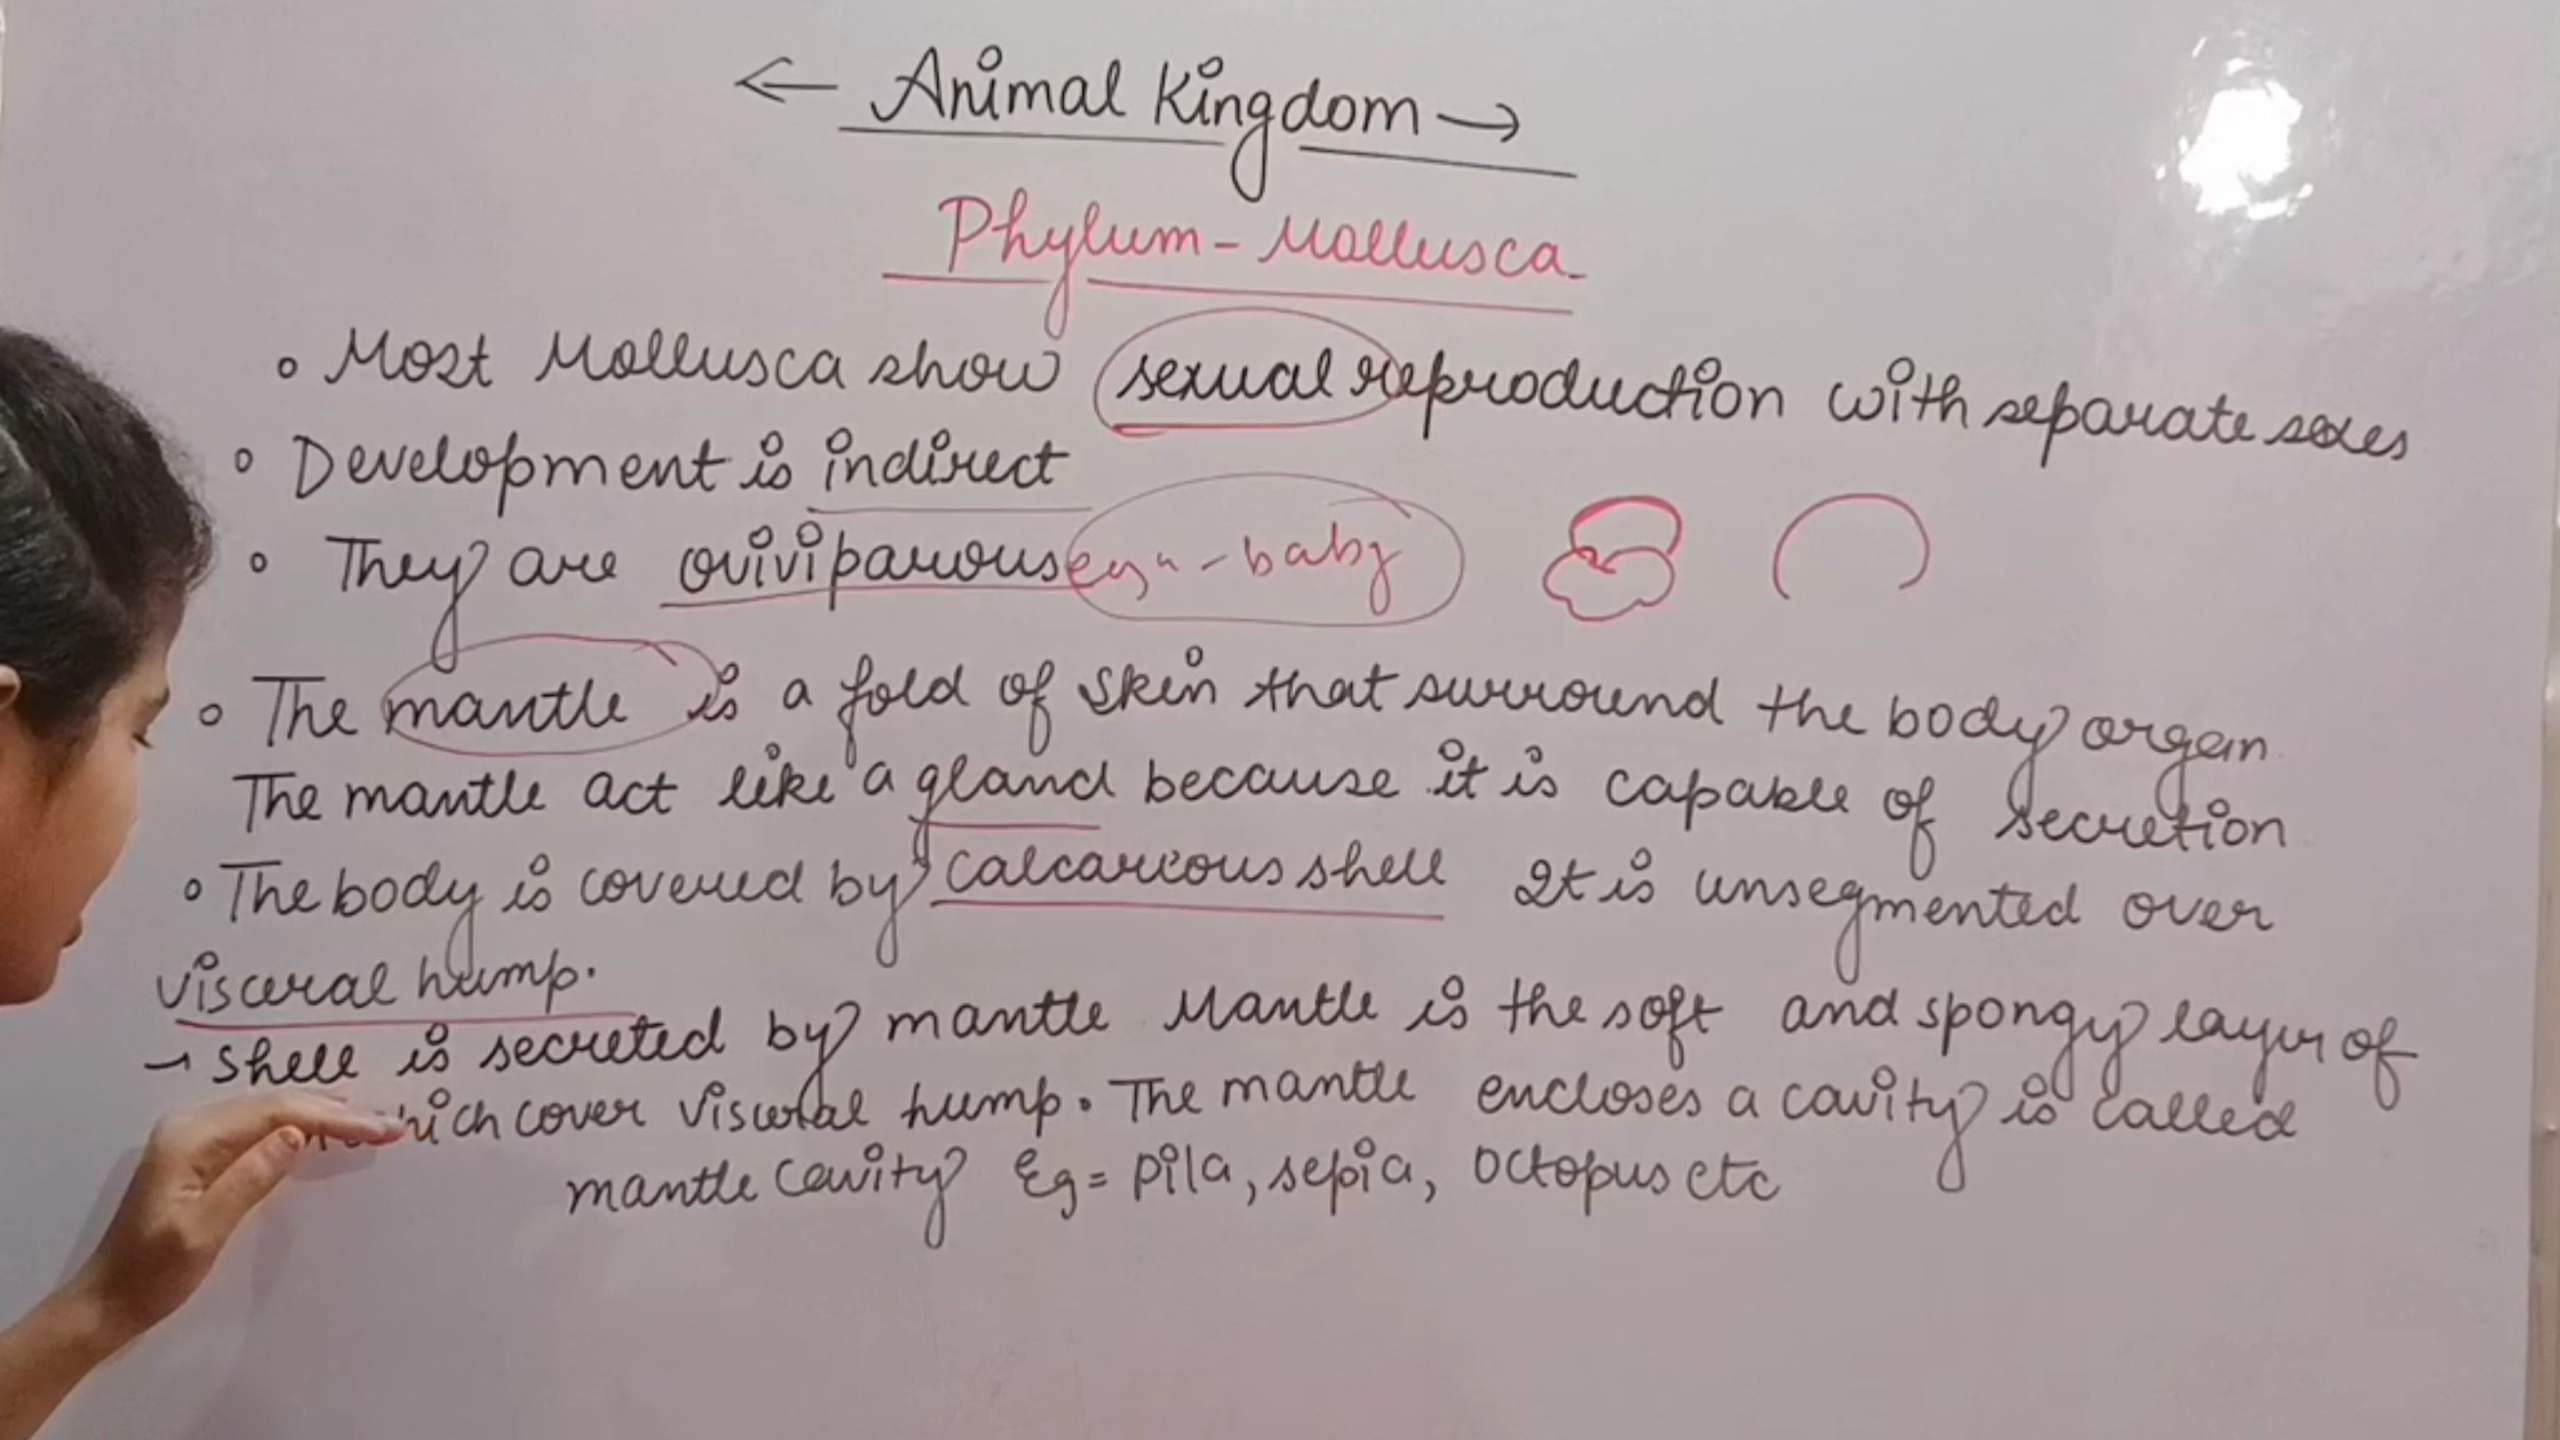 ← Animal Kingdom →
Phylum - Mollusca
o Most Mollusca show sexual reproduction with separate sexes
o Development is indirect
o They are oviviparous egg - baby
o The mantle is a fold of skin that surround the body organ
The mantle act like a gland because it is capable of secretion
o The body is covered by calcareous shell It is unsegmented over
visceral hump.
→ Shell is secreted by mantle Mantle is the soft and spongy layer of
which cover visceral hump. The mantle encloses a cavity is called
mantle cavity Eg = Pila, sepia, Octopus etc